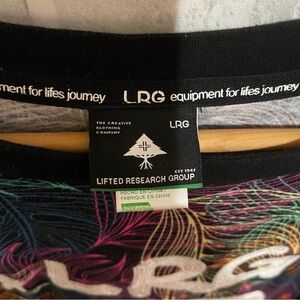 ment for lifes journey LRG equipment for lifes journey
THE CREATIVE
CLOTHING
COMPANY
LRG
EST 1947
LIFTED RESEARCH GROUP
FABRIQUE EN CHINE
LRG